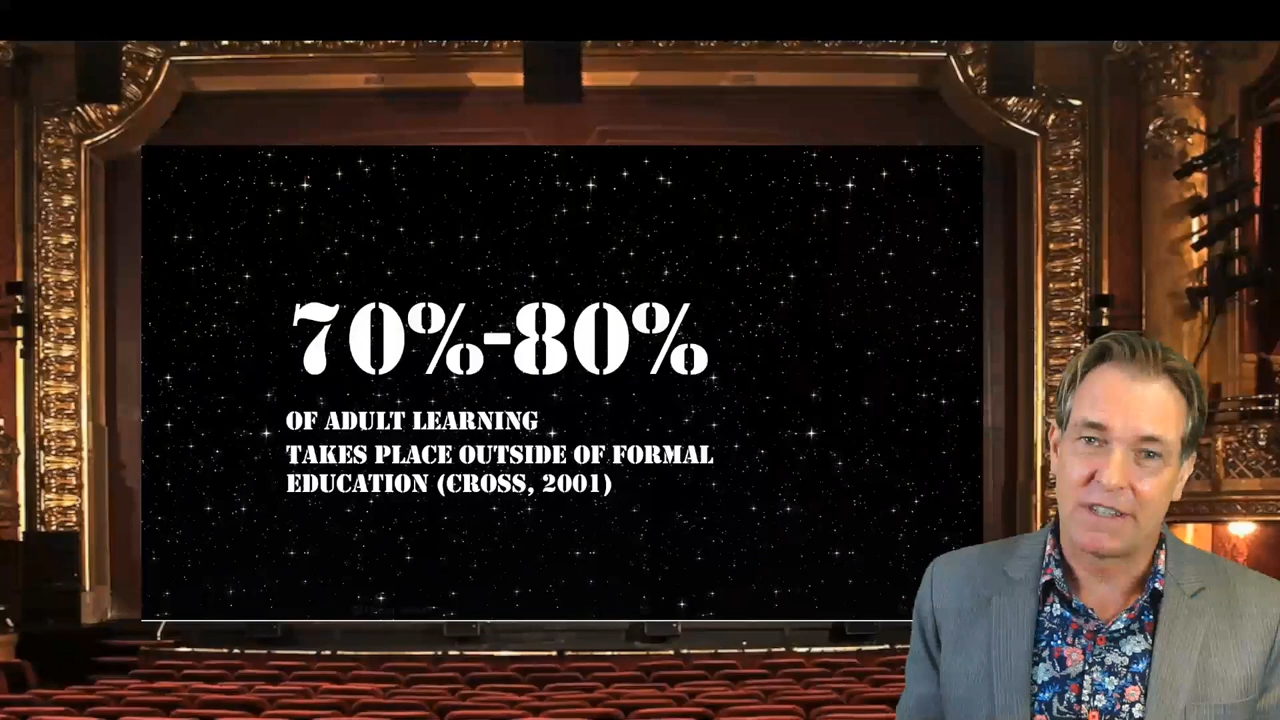 70%-80%
OF ADULT LEARNING
TAKES PLACE OUTSIDE OF FORMAL
EDUCATION (CROSS, 2001)